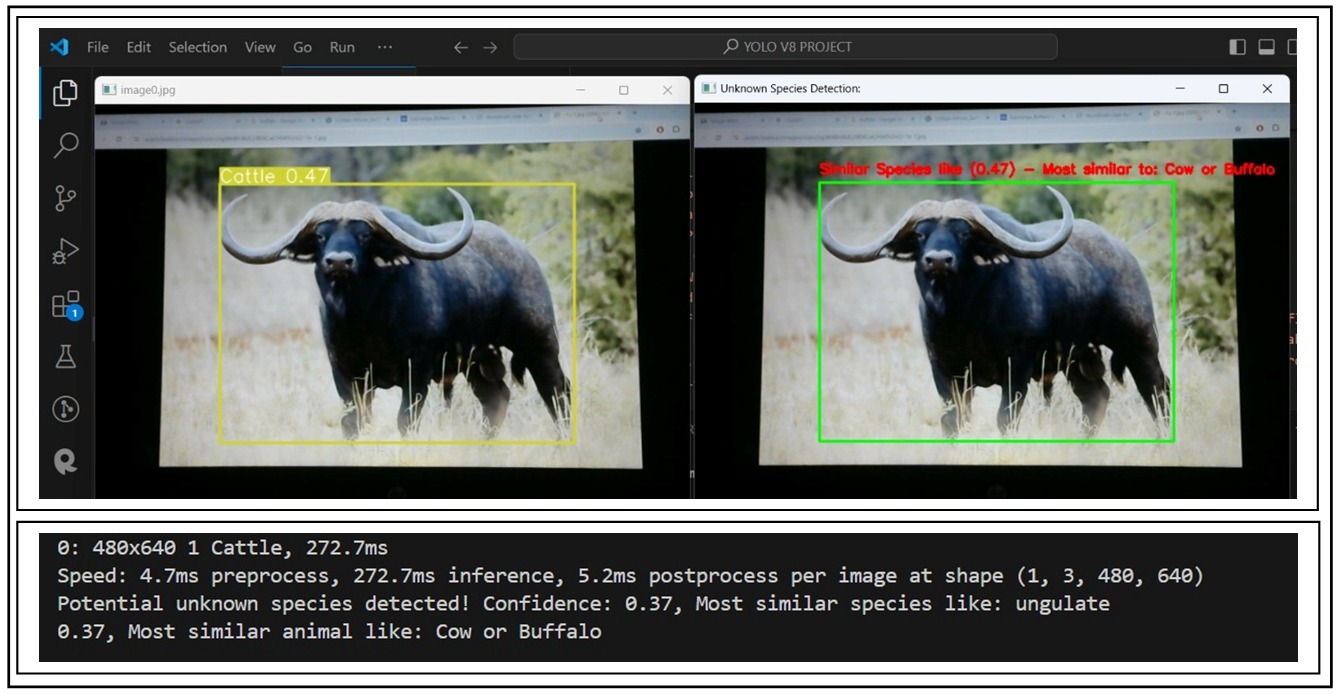 File Edit Selection View Go Run ...
YOLO V8 PROJECT
image0.jpg
Unknown Species Detection:
Cattle 0.47
Similar Species like (0.47) - Most similar to: Cow or Buffalo
1
0: 480x640 1 Cattle, 272.7ms
Speed: 4.7ms preprocess, 272.7ms inference, 5.2ms postprocess per image at shape (1, 3, 480, 640)
Potential unknown species detected! Confidence: 0.37, Most similar species like: ungulate
0.37, Most similar animal like: Cow or Buffalo